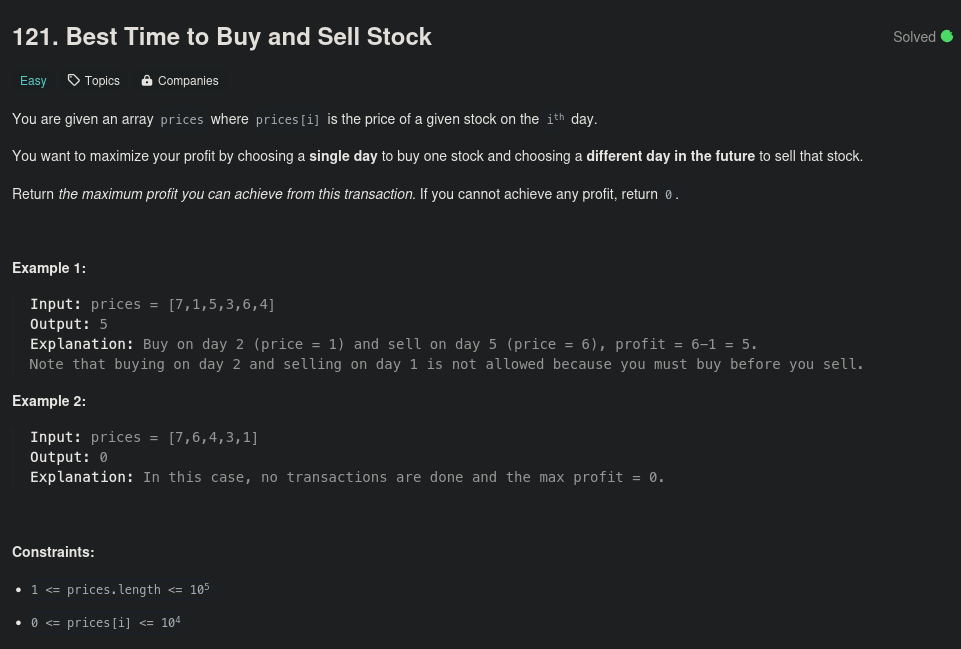 121. Best Time to Buy and Sell Stock
Solved
Easy Topics Companies
You are given an array prices where prices[i] is the price of a given stock on the iᵗʰ day.
You want to maximize your profit by choosing a single day to buy one stock and choosing a different day in the future to sell that stock.
Return the maximum profit you can achieve from this transaction. If you cannot achieve any profit, return 0.
Example 1:
Input: prices = [7,1,5,3,6,4]
Output: 5
Explanation: Buy on day 2 (price = 1) and sell on day 5 (price = 6), profit = 6-1 = 5.
Note that buying on day 2 and selling on day 1 is not allowed because you must buy before you sell.
Example 2:
Input: prices = [7,6,4,3,1]
Output: 0
Explanation: In this case, no transactions are done and the max profit = 0.
Constraints:
• 1 <= prices.length <= 10⁵
• 0 <= prices[i] <= 10⁴